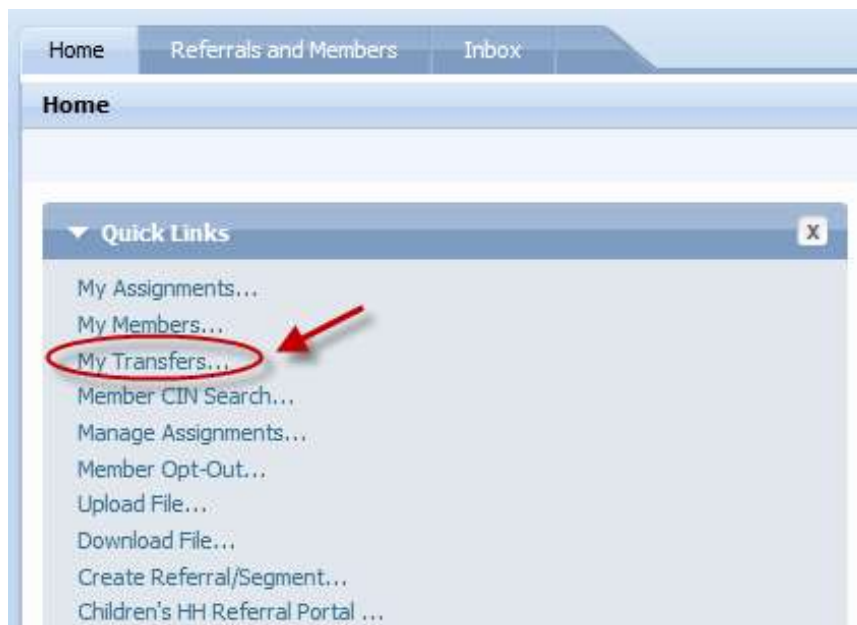 Home Referrals and Members Inbox
Home
Quick Links X
My Assignments...
My Members...
My Transfers...
Member CIN Search...
Manage Assignments...
Member Opt-Out...
Upload File...
Download File...
Create Referral/Segment...
Children's HH Referral Portal ...